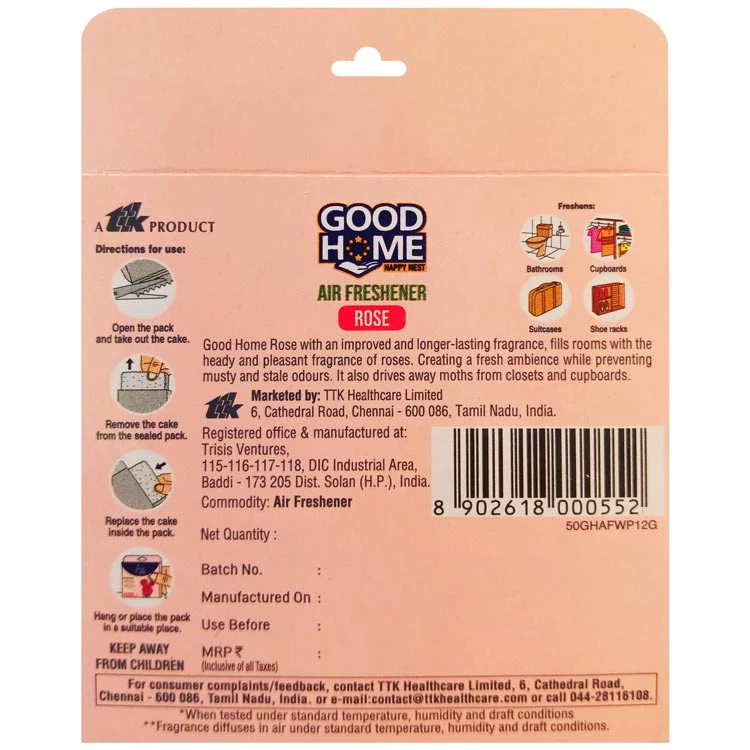 A ttk PRODUCT
Directions for use:
Open the pack
and take out the cake.
Remove the cake
from the sealed pack.
Replace the cake
inside the pack.
Hang or place the pack
in a suitable place.
KEEP AWAY
FROM CHILDREN
GOOD
HOME
HAPPY NEST
AIR FRESHENER
ROSE
Freshens:
Bathrooms
Cupboards
Suitcases
Shoe racks
Good Home Rose with an improved and longer-lasting fragrance, fills rooms with the
heady and pleasant fragrance of roses. Creating a fresh ambience while preventing
musty and stale odours. It also drives away moths from closets and cupboards.
ttk
Marketed by: TTK Healthcare Limited
6, Cathedral Road, Chennai - 600 086, Tamil Nadu, India.
Registered office & manufactured at:
Trisis Ventures,
115-116-117-118, DIC Industrial Area,
Baddi - 173 205 Dist. Solan (H.P.), India.
Commodity: Air Freshener
8 902618 000552
50GHAFWP12G
Net Quantity :
Batch No. :
Manufactured On :
Use Before :
MRP ₹ :
(Inclusive of all Taxes)
For consumer complaints/feedback, contact TTK Healthcare Limited, 6, Cathedral Road,
Chennai - 600 086, Tamil Nadu, India. or e-mail:contact@ttkhealthcare.com or call 044-28116108.
*When tested under standard temperature, humidity and draft conditions
**Fragrance diffuses in air under standard temperature, humidity and draft conditions.